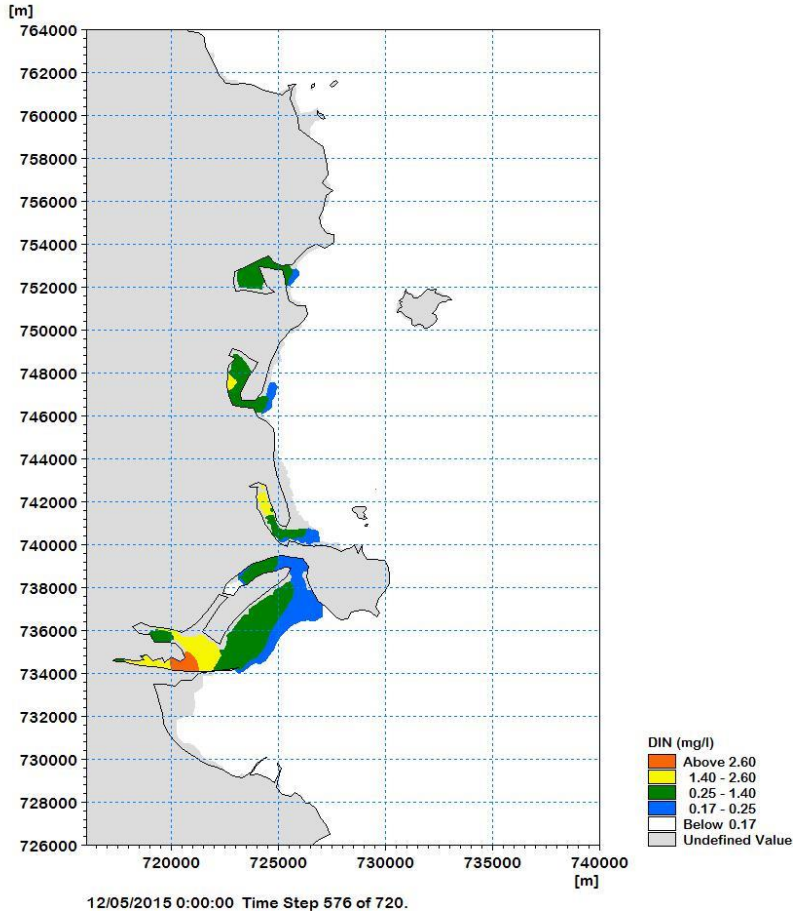 [m]
764000
762000
760000
758000
756000
754000
752000
750000
748000
746000
744000
742000
740000
738000
736000
734000
732000
730000
728000
726000
720000 725000 730000 735000 740000
[m]
DIN (mg/l)
Above 2.60
1.40 - 2.60
0.25 - 1.40
0.17 - 0.25
Below 0.17
Undefined Value
12/05/2015 0:00:00 Time Step 576 of 720.